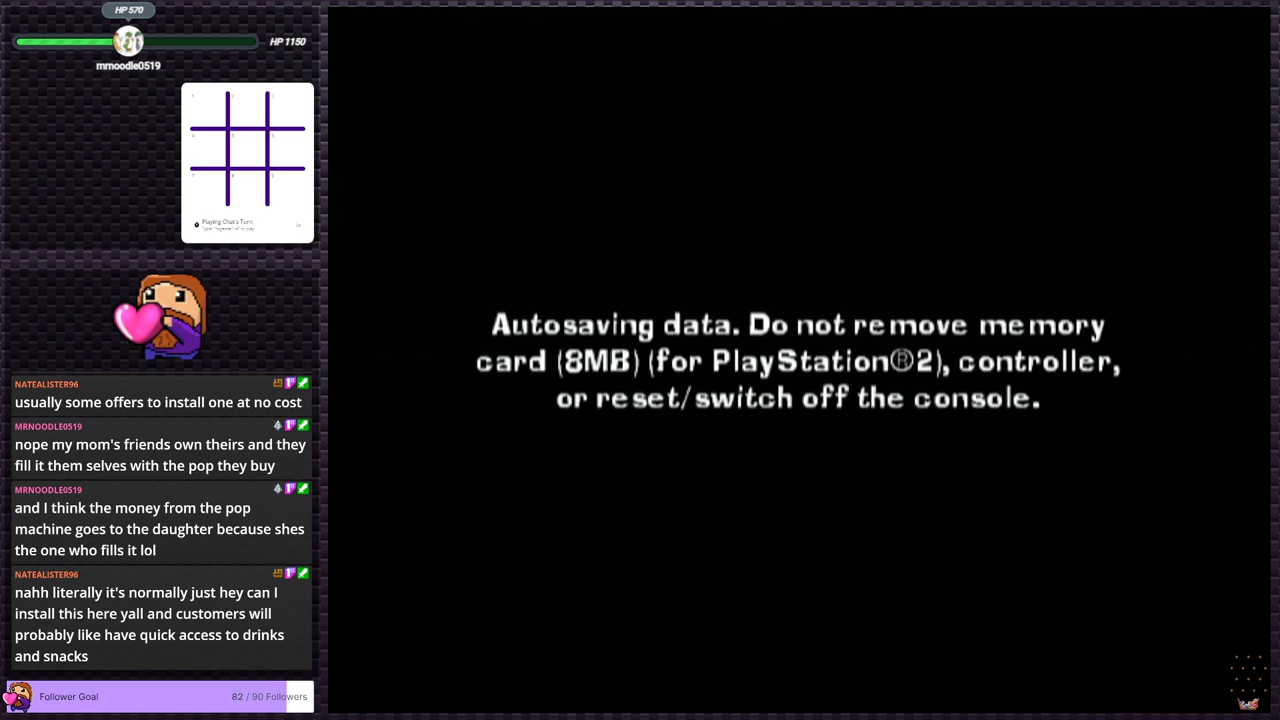 HP 570
HP 1150
mmoodle0519
Playing Chat's Turn
NATEALISTER96
usually some offers to install one at no cost
MRNOODLE0519
nope my mom's friends own theirs and they
fill it them selves with the pop they buy
MRNOODLE0519
and I think the money from the pop
machine goes to the daughter because shes
the one who fills it lol
NATEALISTER96
nahh literally it's normally just hey can I
install this here yall and customers will
probably like have quick access to drinks
and snacks
Follower Goal
82 / 90 Followers
Autosaving data. Do not remove memory
card (8MB) (for PlayStation®2), controller,
or reset/switch off the console.